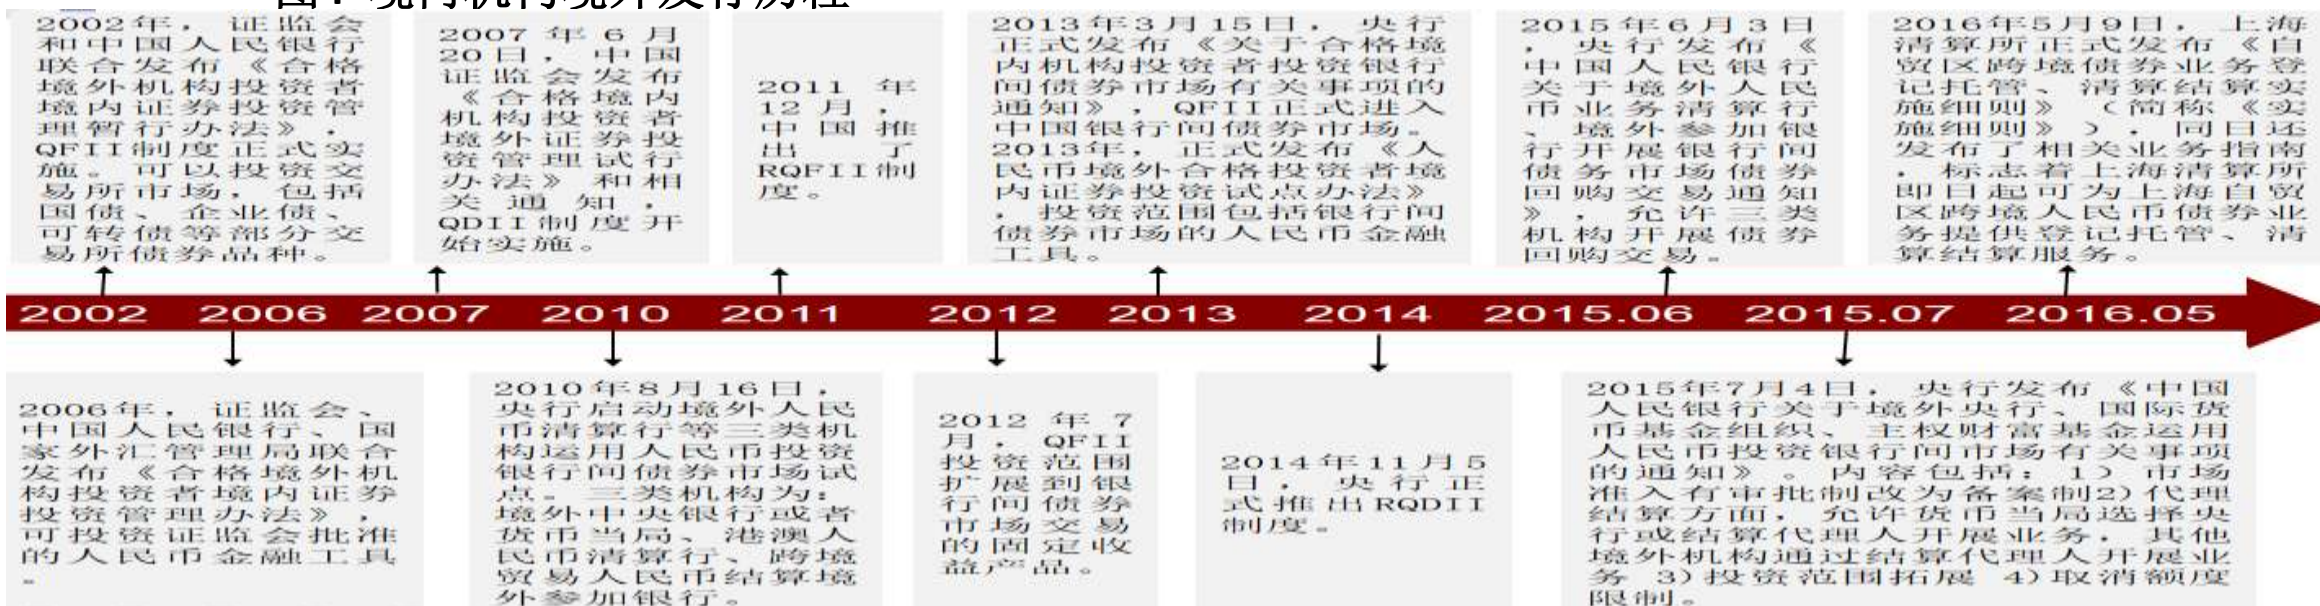 2002年，证监会
和中国人民银行
联合发布《合格
境外机构投资者
境内证券投资管
理暂行办法》，
QFII制度正式实
施。可以投资交
易所市场，包括
国债、企业债、
可转债等部分交
易所债券品种。
2007年6月
20日，中国
证监会发布
《合格境内
机构投资者
境外证券投
资管理试行
办法》和相
关通知，
QDII制度开
始实施。
2011年
12月，
中国推
出了
RQFII制
度。
2013年3月15日，央行
正式发布《关于合格境
内机构投资者投资银行
间债券市场有关事项的
通知》，QFII正式进入
中国银行间债券市场。
2013年，正式发布《人
民币境外合格投资者境
内证券投资试点办法》
，投资范围包括银行间
债券市场的人民币金融
工具。
2015年6月3日
，央行发布《
中国人民银行
关于境外人民
币业务清算行
、境外参加银
行开展银行间
债务市场债券
回购交易通知
》，允许三类
机构开展债券
回购交易。
2016年5月9日，上海
清算所正式发布《自
贸区跨境债券业务登
记托管、清算结算实
施细则》（简称《实
施细则》），同日还
发布了相关业务指南
，标志着上海清算所
即日起可为上海自贸
区跨境人民币债券业
务提供登记托管、清
算结算服务。
2002 2006 2007 2010 2011 2012 2013 2014 2015.06 2015.07 2016.05
2006年，证监会、
中国人民银行、国
家外汇管理局联合
发布《合格境外机
构投资者境内证券
投资管理办法》，
可投资证监会批准
的人民币金融工具
。
2010年8月16日，
央行启动境外人民
币清算行等三类机
构运用人民币投资
银行间债券市场试
点。三类机构为：
境外中央银行或者
货币当局、港澳人
民币清算行、跨境
贸易人民币结算境
外参加银行。
2012年7
月，QFII
投资范围
扩展到银
行间债券
市场交易
的固定收
益产品。
2014年11月5
日，央行正
式推出RQDII
制度。
2015年7月4日，央行发布《中国
人民银行关于境外央行、国际货
币基金组织、主权财富基金运用
人民币投资银行间市场有关事项
的通知》。内容包括：1）市场
准入有审批制改为备案制2）代理
结算方面，允许货币当局选择央
行或结算代理人开展业务，其他
境外机构通过结算代理人开展业
务 3）投资范围拓展 4）取消额度
限制。